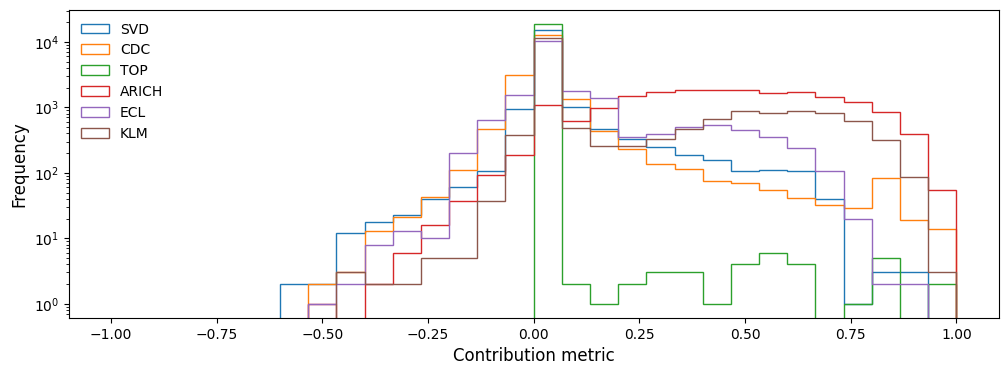 SVD
CDC
TOP
ARICH
ECL
KLM
Frequency
10⁴
10³
10²
10¹
10⁰
−1.00 −0.75 −0.50 −0.25 0.00 0.25 0.50 0.75 1.00
Contribution metric